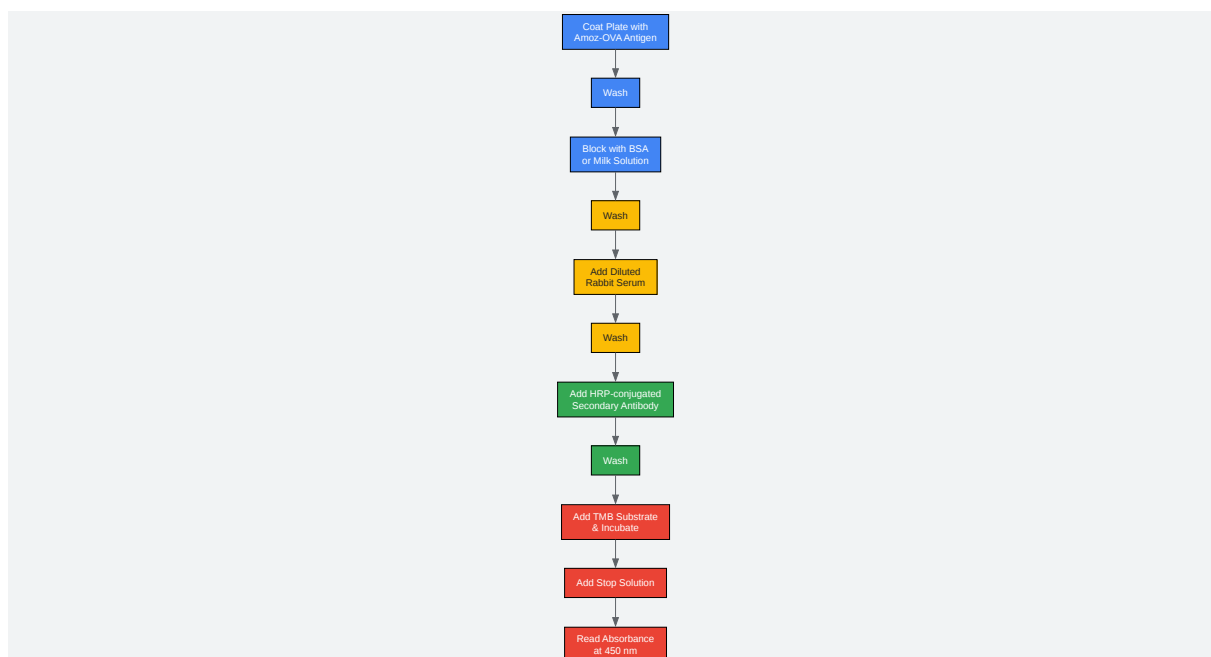 Coat Plate with
Amoz-OVA Antigen
Wash
Block with BSA
or Milk Solution
Wash
Add Diluted
Rabbit Serum
Wash
Add HRP-conjugated
Secondary Antibody
Wash
Add TMB Substrate
& Incubate
Add Stop Solution
Read Absorbance
at 450 nm